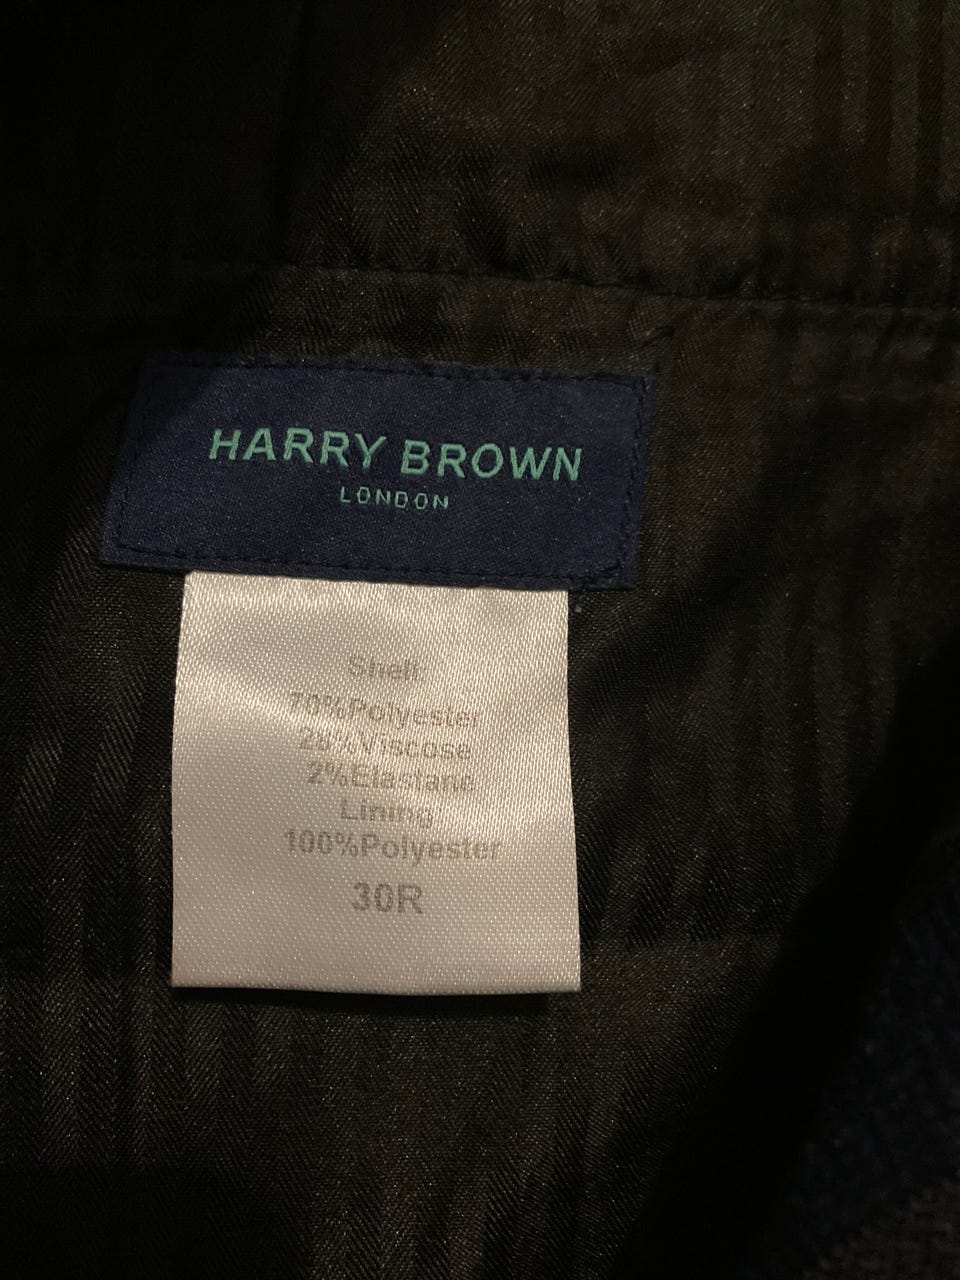 HARRY BROWN
LONDON
Shell:
70%Polyester
28%Viscose
2%Elastane
Lining
100%Polyester
30R